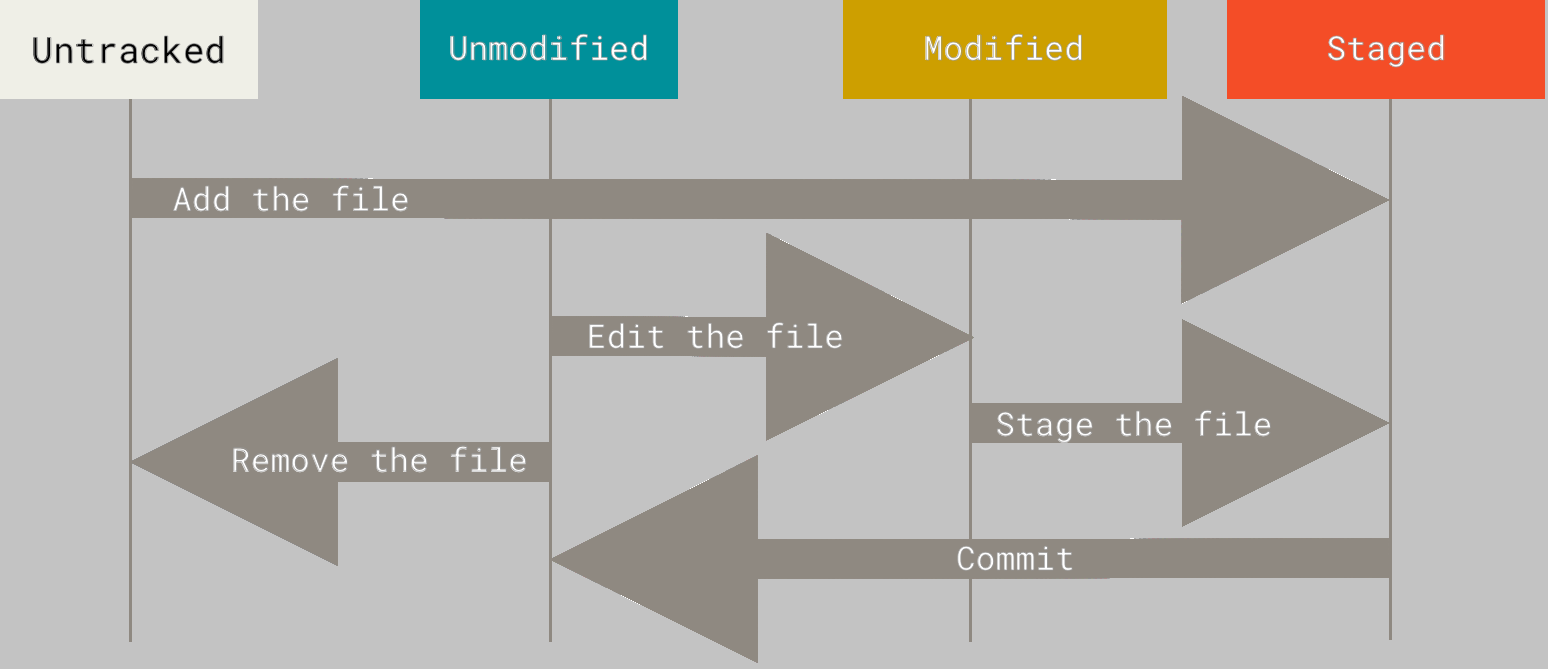 Untracked
Unmodified
Modified
Staged
Add the file
Edit the file
Stage the file
Remove the file
Commit